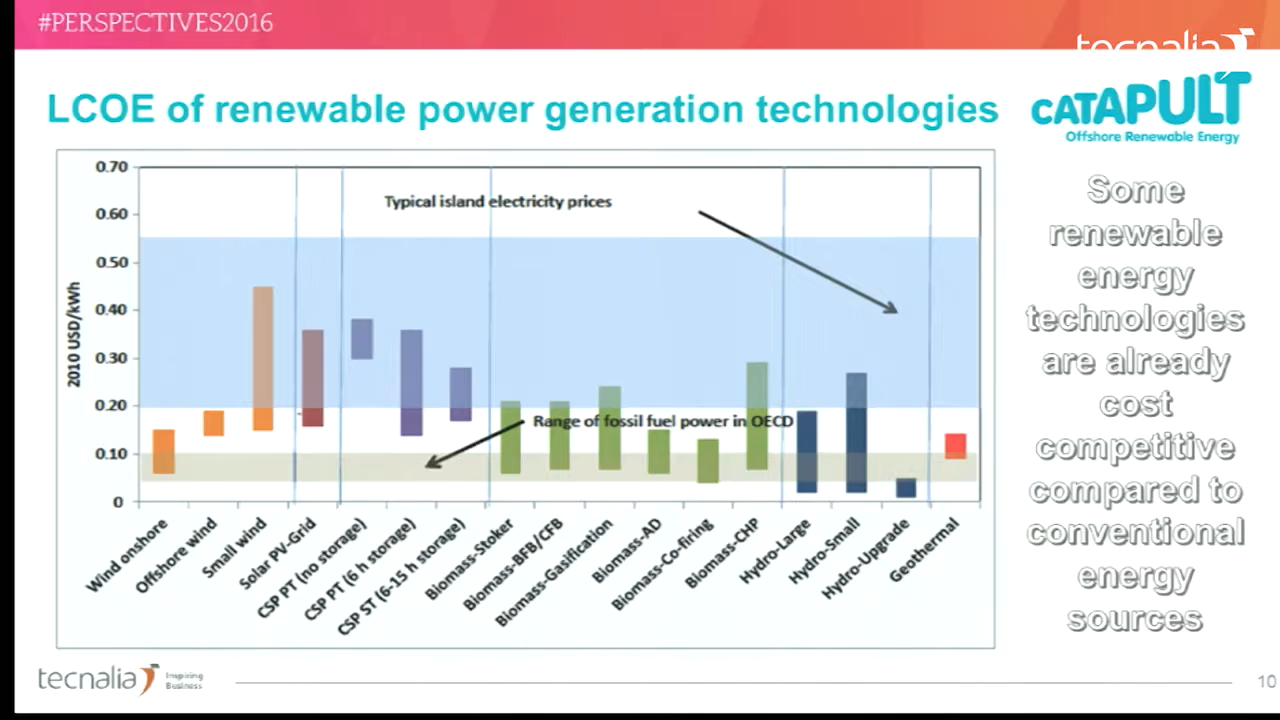 #PERSPECTIVES2016
tecnalia
LCOE of renewable power generation technologies
CATAPULT
Offshore Renewable Energy
0.70
0.60
0.50
0.40
0.30
0.20
0.10
0
2010 USD/kWh
Typical island electricity prices
Range of fossil fuel power in OECD
Wind onshore
Offshore wind
Small wind
Solar PV-Grid
CSP PT (no storage)
CSP PT (6 h storage)
CSP ST (6-15 h storage)
Biomass-Stoker
Biomass-BFB/CFB
Biomass-Gasification
Biomass-AD
Biomass-Co-firing
Biomass-CHP
Hydro-Large
Hydro-Small
Hydro-Upgrade
Geothermal
Some
renewable
energy
technologies
are already
cost
competitive
compared to
conventional
energy
sources
tecnalia
Inspiring
Business
10